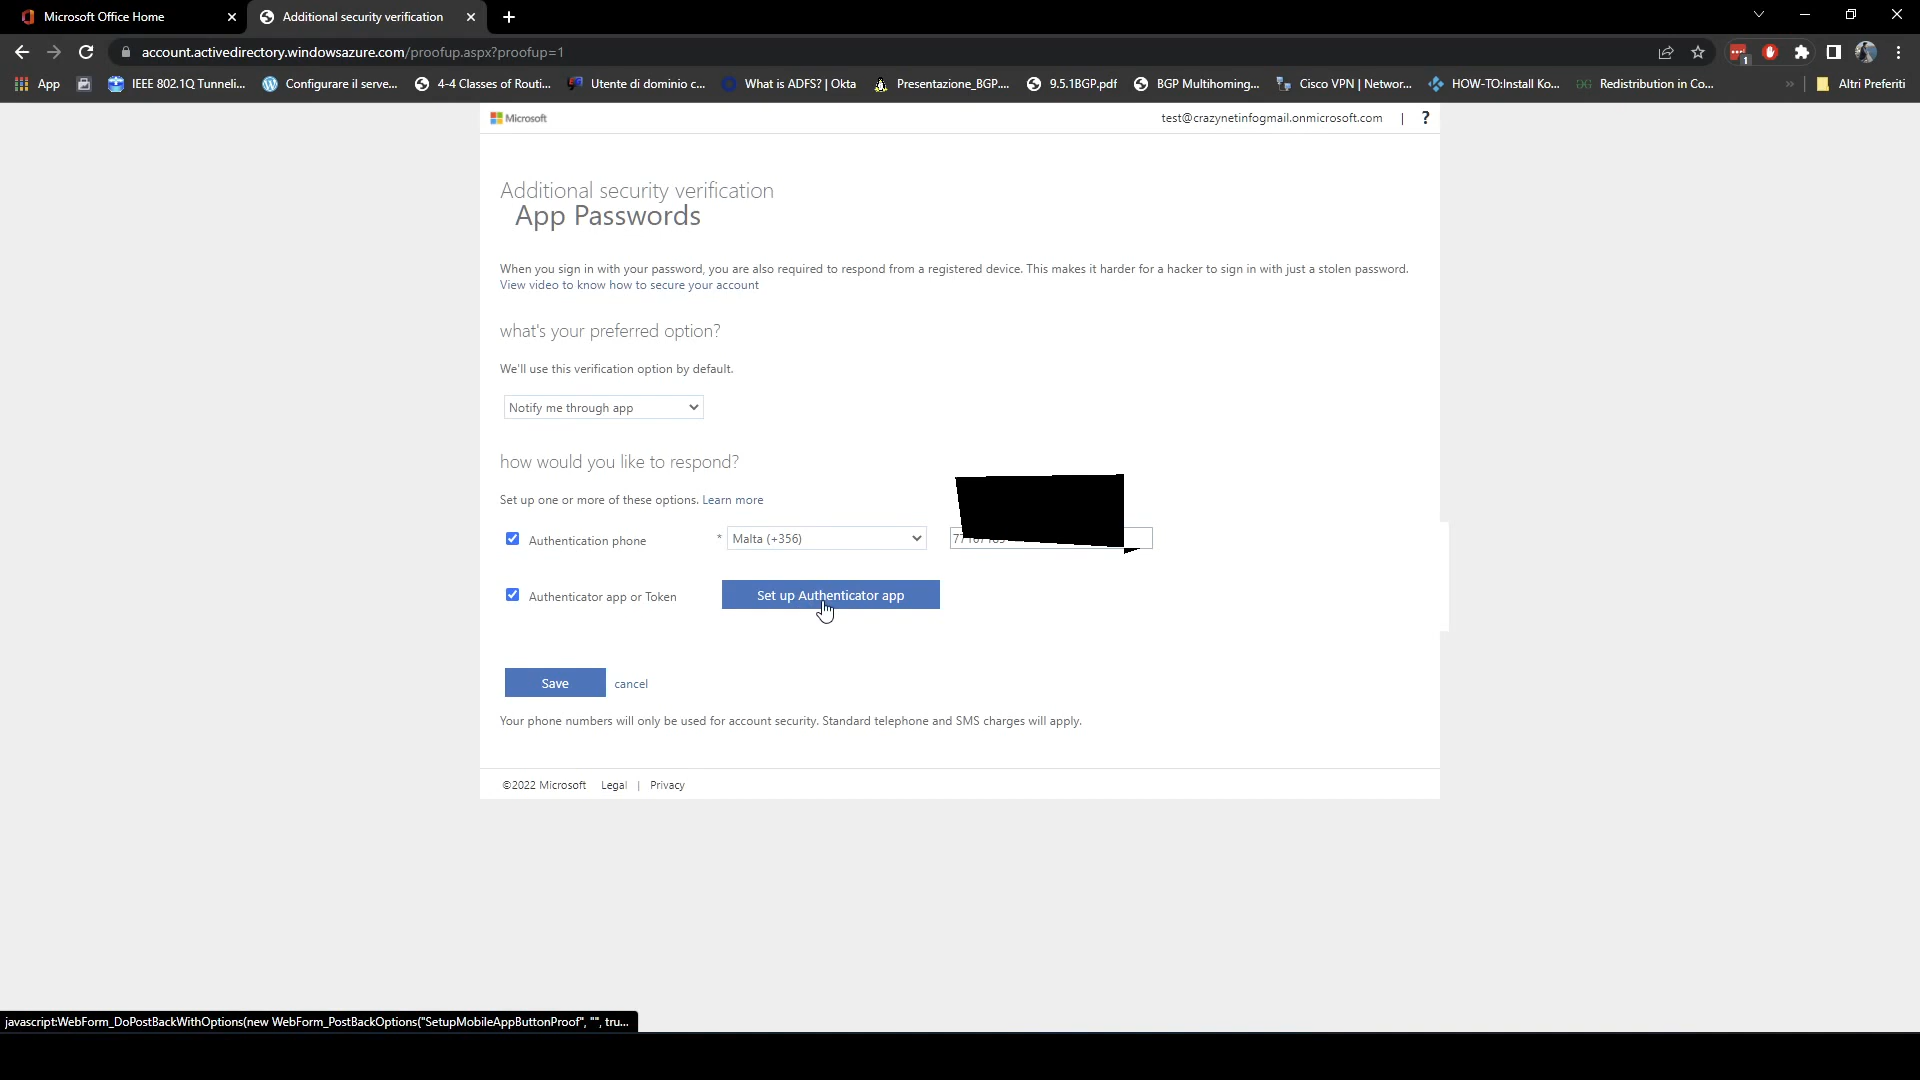 Microsoft Office Home
Additional security verification
account.activedirectory.windowsazure.com/proofup.aspx?proofup=1
1
App
IEEE 802.1Q Tunneli...
Configurare il serve...
4-4 Classes of Routi...
Utente di dominio c...
What is ADFS? | Okta
Presentazione_BGP....
9.5.1BGP.pdf
BGP Multihoming...
Cisco VPN | Networ...
HOW-TO:Install Ko...
Redistribution in Co...
»
Altri Preferiti
Microsoft
test@crazynetinfogmail.onmicrosoft.com | ?
Additional security verification
App Passwords
When you sign in with your password, you are also required to respond from a registered device. This makes it harder for a hacker to sign in with just a stolen password.
View video to know how to secure your account
what's your preferred option?
We'll use this verification option by default.
Notify me through app
how would you like to respond?
Set up one or more of these options. Learn more
Authentication phone
* Malta (+356)
Authenticator app or Token
Set up Authenticator app
Save cancel
Your phone numbers will only be used for account security. Standard telephone and SMS charges will apply.
©2022 Microsoft Legal | Privacy
javascript:WebForm_DoPostBackWithOptions(new WebForm_PostBackOptions("SetupMobileAppButtonProof", "", tru...